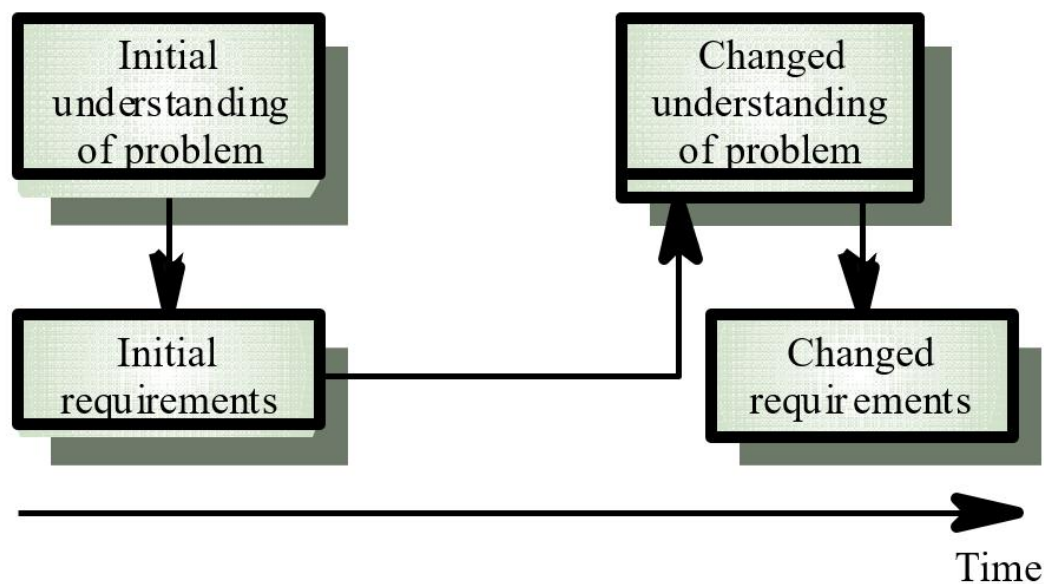 Initial
understanding
of problem
Changed
understanding
of problem
Initial
requirements
Changed
requirements
Time